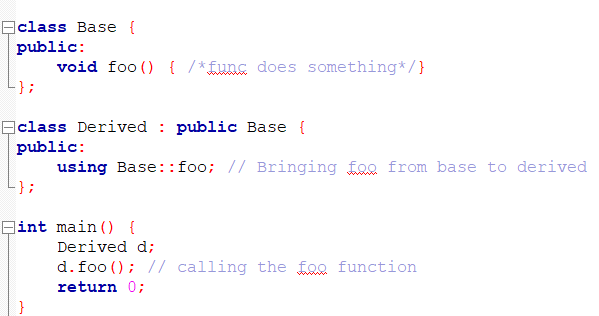 class Base {
public:
    void foo() { /*func does something*/}
};
class Derived : public Base {
public:
    using Base::foo; // Bringing foo from base to derived
};
int main() {
    Derived d;
    d.foo(); // calling the foo function
    return 0;
}